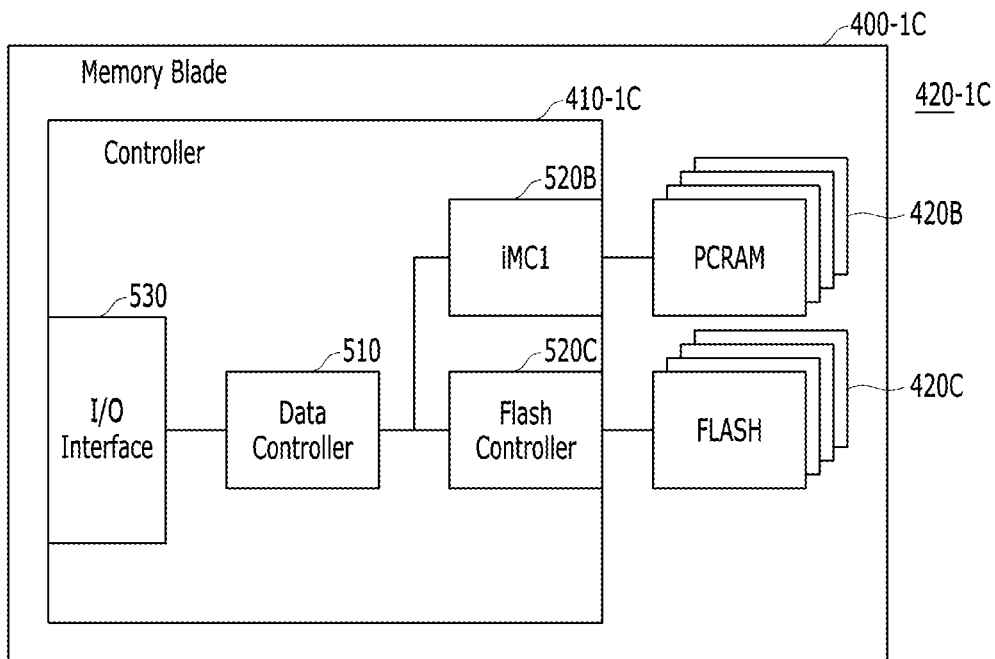 400-1C
Memory Blade
420-1C
410-1C
Controller
520B
420B
iMC1
PCRAM
530
510
520C
420C
I/O
Interface
Data
Controller
Flash
Controller
FLASH